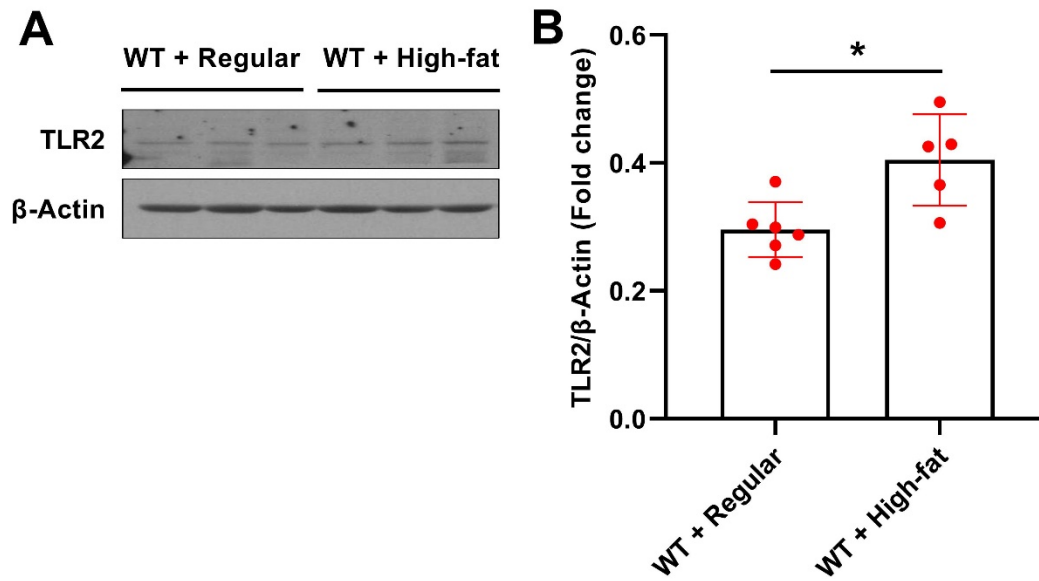 A
WT + Regular WT + High-fat
TLR2
β-Actin
B
TLR2/β-Actin (Fold change)
0.6
0.4
0.2
0.0
*
WT + Regular
WT + High-fat